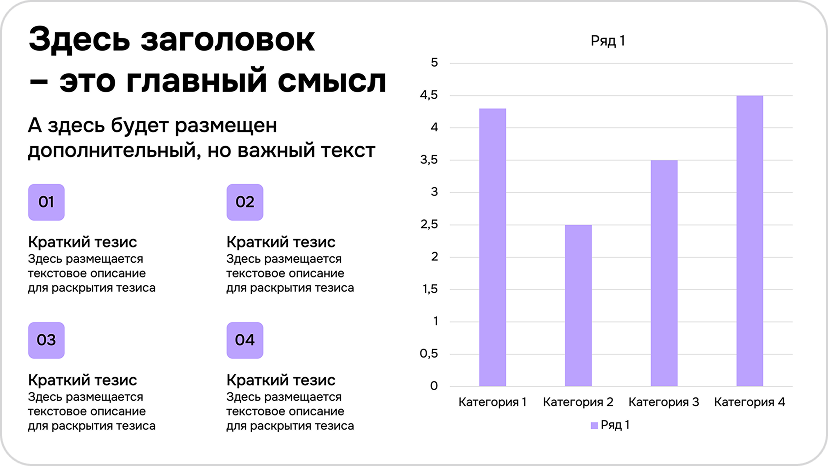 Здесь заголовок
– это главный смысл
А здесь будет размещен
дополнительный, но важный текст
01
Краткий тезис
Здесь размещается
текстовое описание
для раскрытия тезиса
02
Краткий тезис
Здесь размещается
текстовое описание
для раскрытия тезиса
03
Краткий тезис
Здесь размещается
текстовое описание
для раскрытия тезиса
04
Краткий тезис
Здесь размещается
текстовое описание
для раскрытия тезиса
Ряд 1
5
4,5
4
3,5
3
2,5
2
1,5
1
0,5
0
Категория 1 Категория 2 Категория 3 Категория 4
Ряд 1